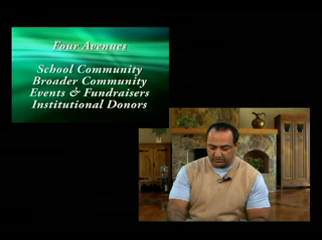 Four Avenues
School Community
Broader Community
Events & Fundraisers
Institutional Donors